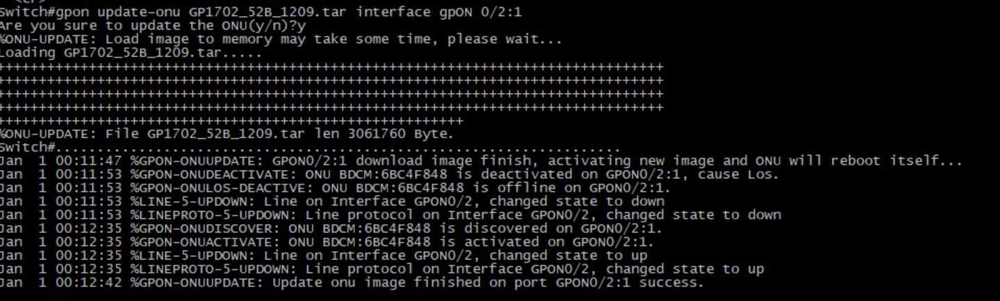 <cr>
Switch#gpon update-onu GP1702_52B_1209.tar interface gpON 0/2:1
Are you sure to update the ONU(y/n)?y
%ONU-UPDATE: Load image to memory may take some time, please wait...
Loading GP1702_52B_1209.tar.....
++++++++++++++++++++++++++++++++++++++++++++++++++++++++++++++++++++++++++++++++
++++++++++++++++++++++++++++++++++++++++++++++++++++++++++++++++++++++++++++++++
++++++++++++++++++++++++++++++++++++++++++++++++++++++++++++++++++++++++++++++++
++++++++++++++++++++++++++++++++++++++++++++++++++++++++++++++++++++++++++++++++
++++++++++++++++++++++++++++++++++++++++++++++++++++++++
%ONU-UPDATE: File GP1702_52B_1209.tar len 3061760 Byte.
Switch#....................................................................
Jan  1 00:11:47 %GPON-ONUUPDATE: GPON0/2:1 download image finish, activating new image and ONU will reboot itself...
Jan  1 00:11:53 %GPON-ONUDEACTIVATE: ONU BDCM:6BC4F848 is deactivated on GPON0/2:1, cause Los.
Jan  1 00:11:53 %GPON-ONULOS-DEACTIVE: ONU BDCM:6BC4F848 is offline on GPON0/2:1.
Jan  1 00:11:53 %LINE-5-UPDOWN: Line on Interface GPON0/2, changed state to down
Jan  1 00:11:53 %LINEPROTO-5-UPDOWN: Line protocol on Interface GPON0/2, changed state to down
Jan  1 00:12:35 %GPON-ONUDISCOVER: ONU BDCM:6BC4F848 is discovered on GPON0/2:1.
Jan  1 00:12:35 %GPON-ONUACTIVATE: ONU BDCM:6BC4F848 is activated on GPON0/2:1.
Jan  1 00:12:35 %LINE-5-UPDOWN: Line on Interface GPON0/2, changed state to up
Jan  1 00:12:35 %LINEPROTO-5-UPDOWN: Line protocol on Interface GPON0/2, changed state to up
Jan  1 00:12:42 %GPON-ONUUPDATE: Update onu image finished on port GPON0/2:1 success.